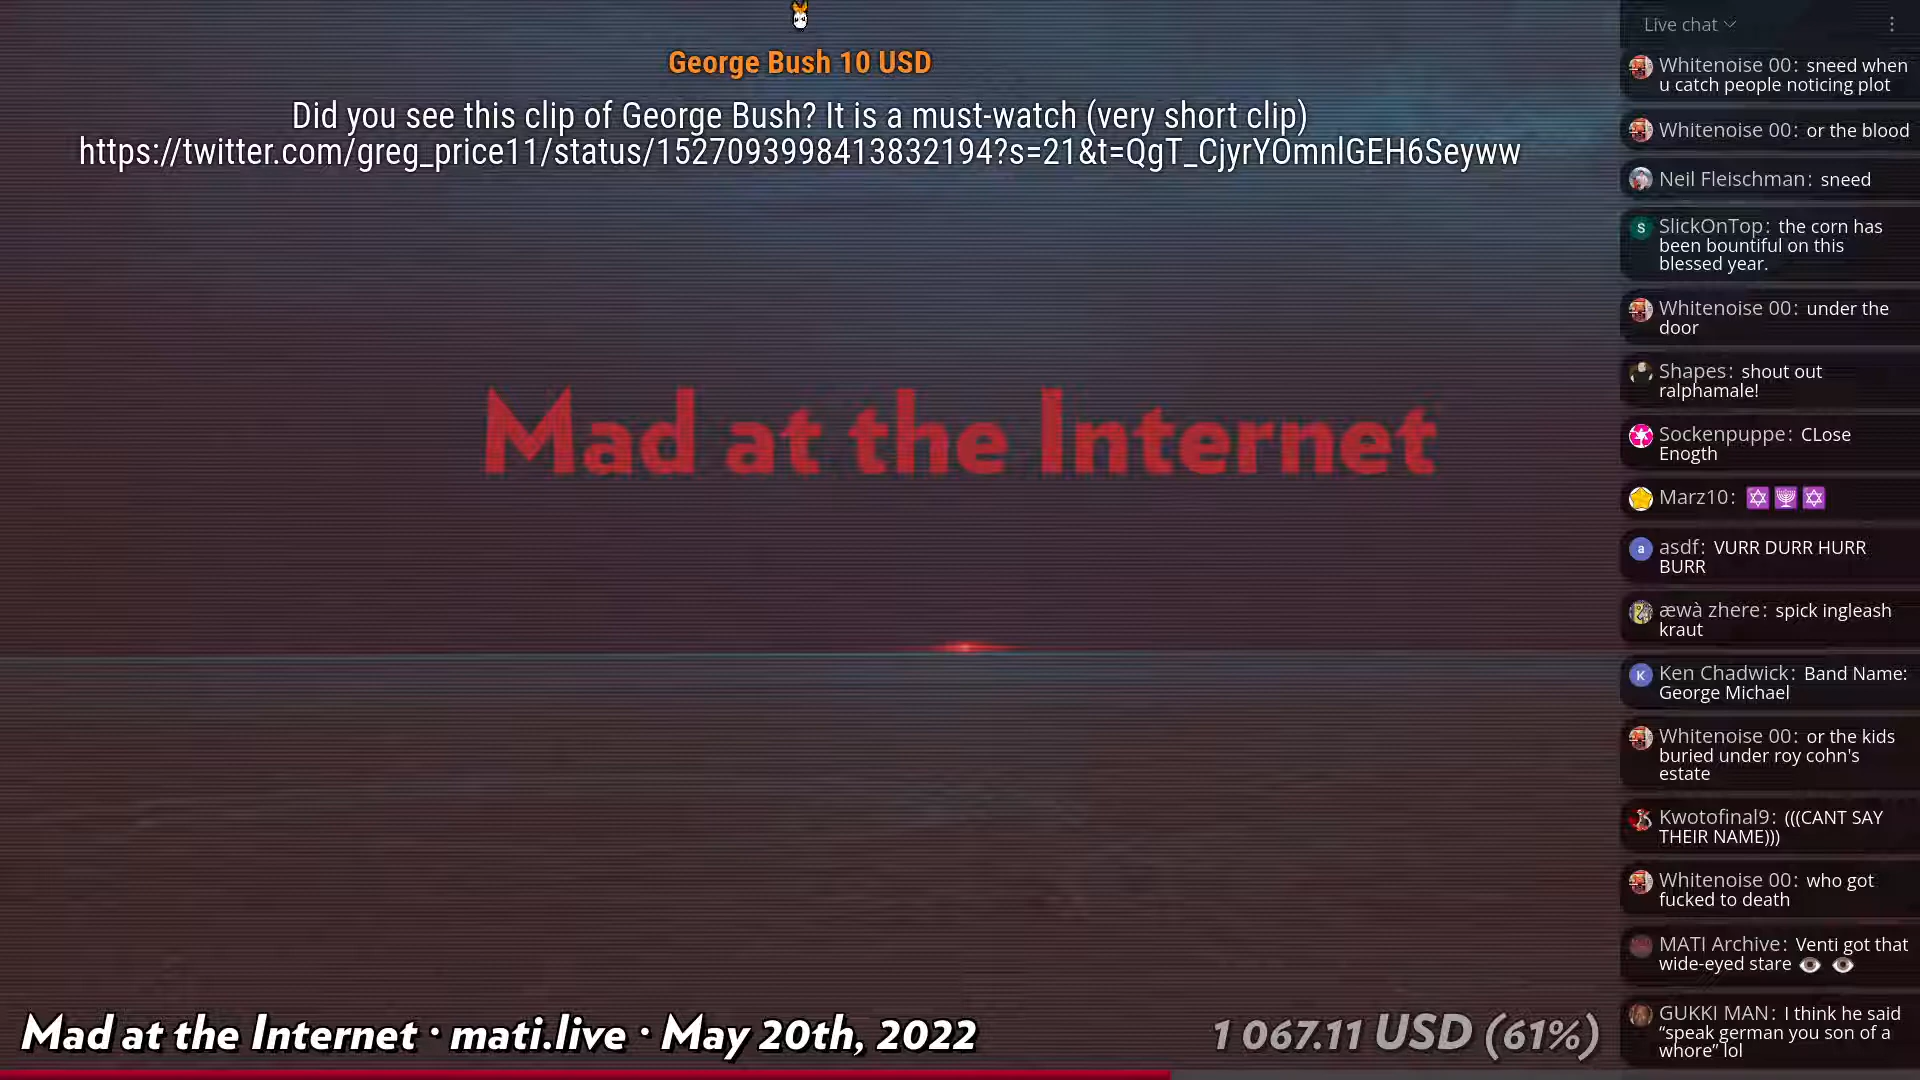 George Bush 10 USD
Did you see this clip of George Bush? It is a must-watch (very short clip)
https://twitter.com/greg_price11/status/1527093998413832194?s=21&t=QgT_CjyrYOmnlGEH6Seyww
Mad at the Internet
Mad at the Internet · mati.live · May 20th, 2022
1 067.11 USD (61%)
Live chat
Whitenoise 00: sneed when
u catch people noticing plot
Whitenoise 00: or the blood
Neil Fleischman: sneed
S
SlickOnTop: the corn has
been bountiful on this
blessed year.
Whitenoise 00: under the
door
Shapes: shout out
ralphamale!
Sockenpuppe: CLose
Enogth
Marz10: ✡️🕎✡️
a
asdf: VURR DURR HURR
BURR
æwà zhere: spick ingleash
kraut
K
Ken Chadwick: Band Name:
George Michael
Whitenoise 00: or the kids
buried under roy cohn's
estate
Kwotofinal9: (((CANT SAY
THEIR NAME)))
Whitenoise 00: who got
fucked to death
MATI Archive: Venti got that
wide-eyed stare 👁️ 👁️
GUKKI MAN: I think he said
“speak german you son of a
whore” lol